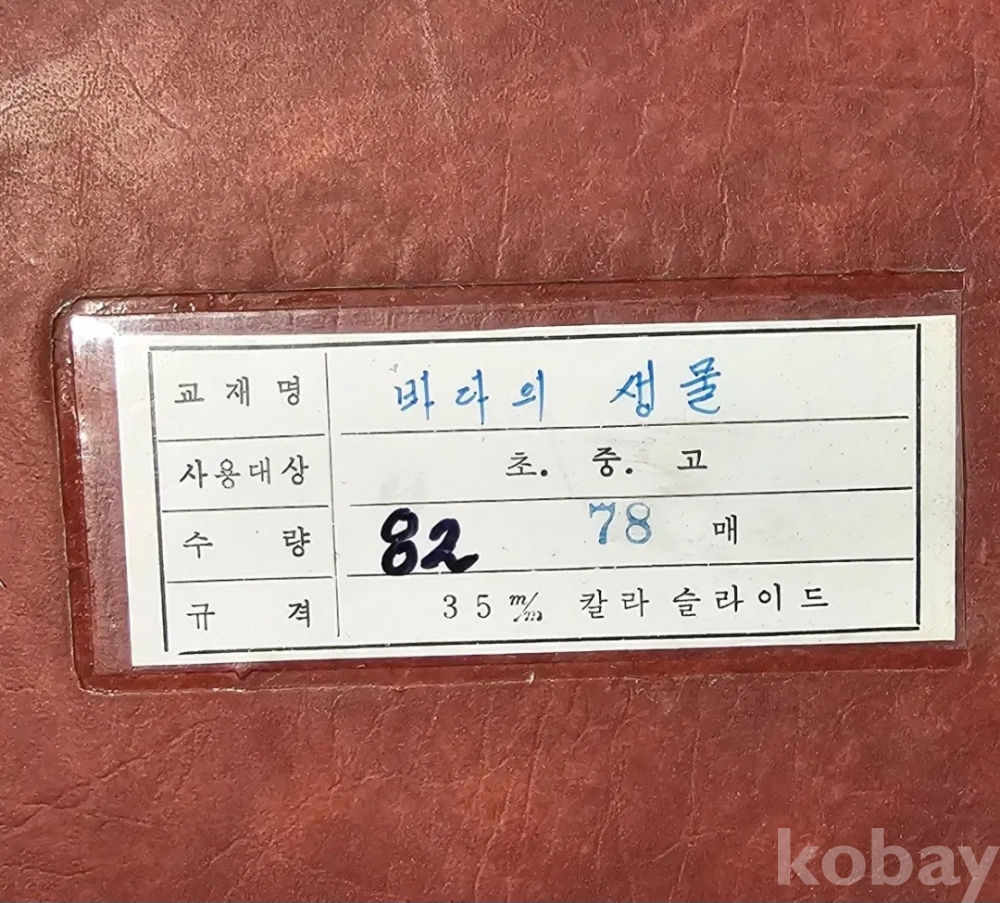 교재명 바다의 생물
사용대상 초. 중. 고
수량 82 78 매
규격 35 m/m 칼라 슬라이드
kobay